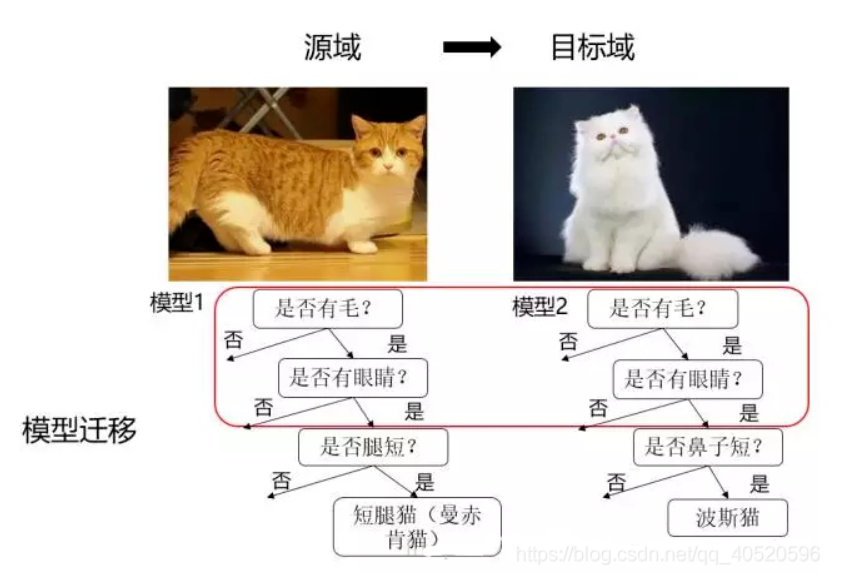 源域
目标域
模型1
是否有毛？
模型2
是否有毛？
否
是
否
是
是否有眼睛？
是否有眼睛？
否
是
否
是
模型迁移
是否腿短？
是否鼻子短？
否
是
否
是
短腿猫（曼赤
肯猫）
波斯猫
https://blog.csdn.net/qq_40520596